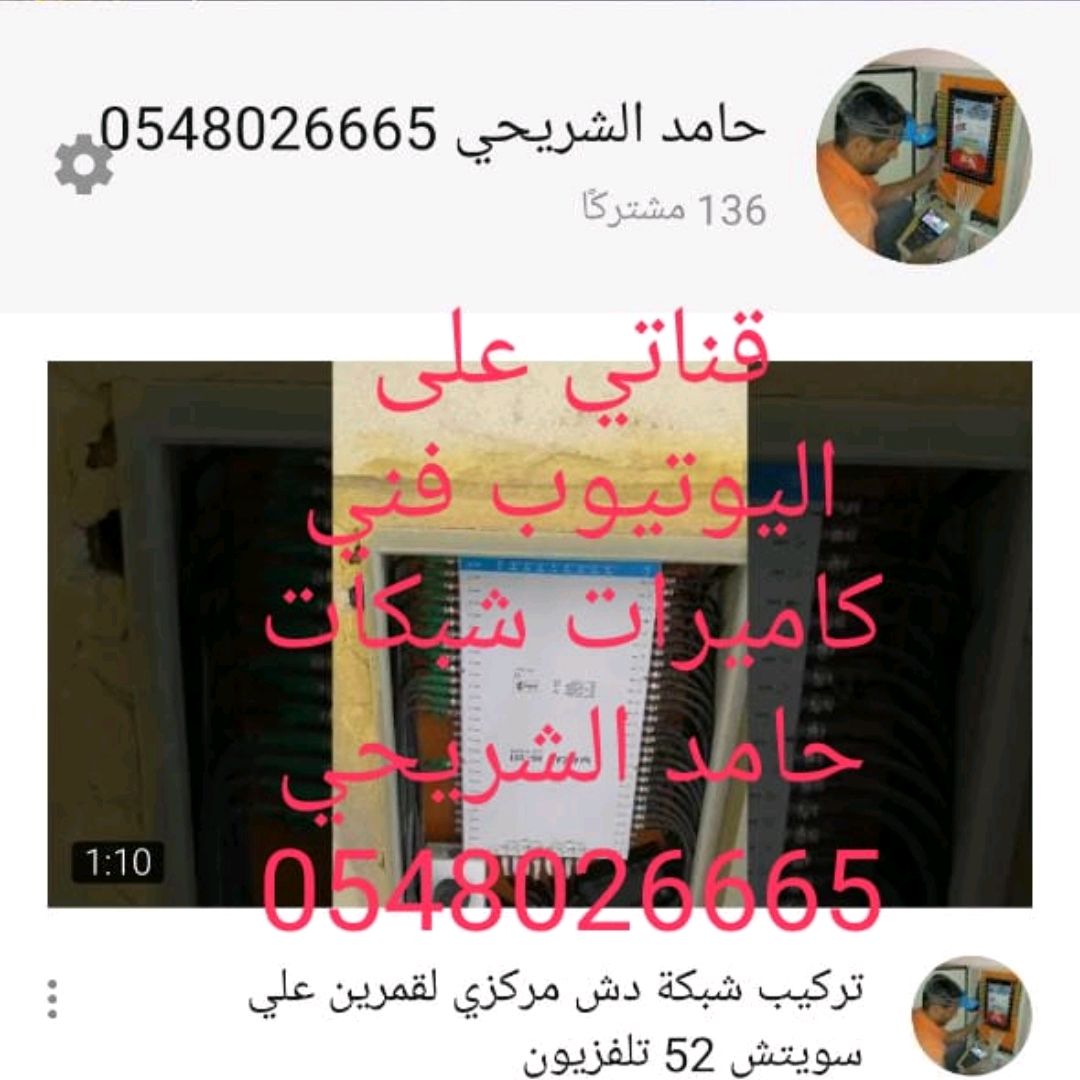 حامد الشريحي 0548026665
136 مشتركًا
قناتي على
اليوتيوب فني
كاميرات شبكات
حامد الشريحي
0548026665
1:10
تركيب شبكة دش مركزي لقمرين علي
سويتش 52 تلفزيون